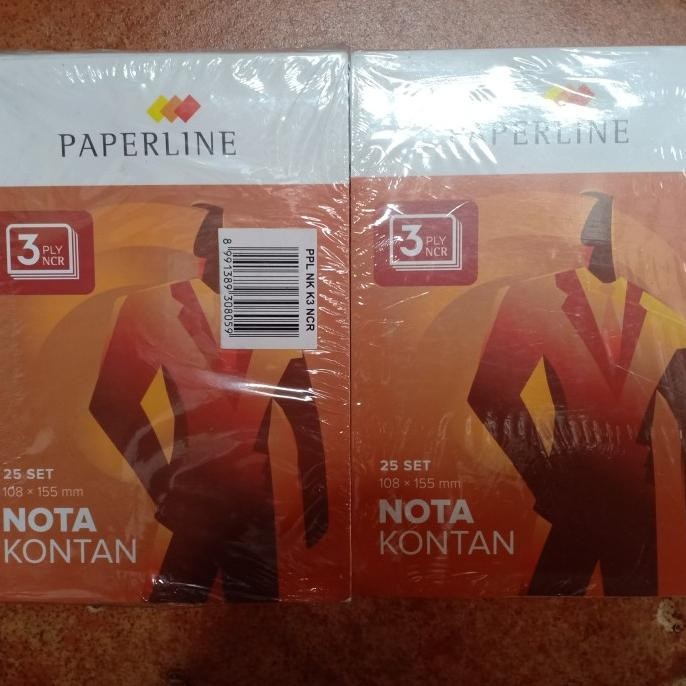 PAPERLINE
3 PLY
NCR
8 991389 308059
PPL NK K3 NCR
25 SET
108 × 155 mm
NOTA
KONTAN
PAPERLINE
3 PLY
NCR
25 SET
108 × 155 mm
NOTA
KONTAN